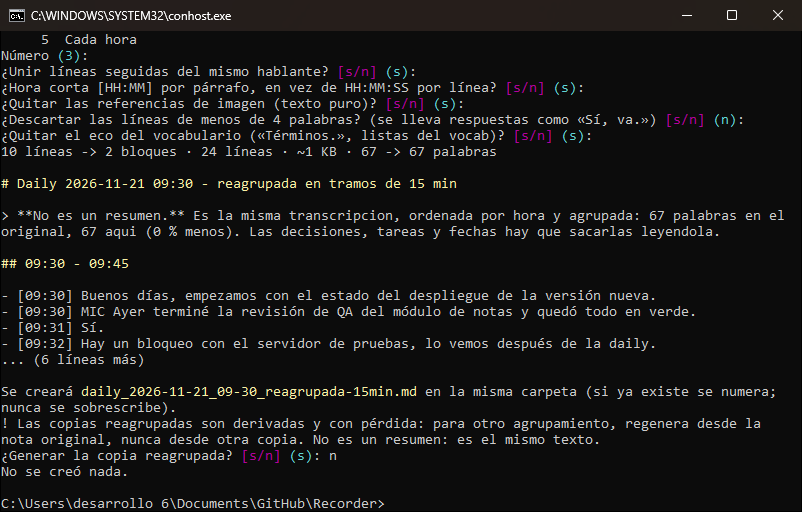 C:\WINDOWS\SYSTEM32\conhost.exe
5  Cada hora
Número (3):
¿Unir líneas seguidas del mismo hablante? [s/n] (s):
¿Hora corta [HH:MM] por párrafo, en vez de HH:MM:SS por línea? [s/n] (s):
¿Quitar las referencias de imagen (texto puro)? [s/n] (s):
¿Descartar las líneas de menos de 4 palabras? (se lleva respuestas como «Sí, va.») [s/n] (n):
¿Quitar el eco del vocabulario («Términos.», listas del vocab)? [s/n] (s):
10 líneas -> 2 bloques · 24 líneas · ~1 KB · 67 -> 67 palabras
# Daily 2026-11-21 09:30 - reagrupada en tramos de 15 min
> **No es un resumen.** Es la misma transcripcion, ordenada por hora y agrupada: 67 palabras en el
original, 67 aqui (0 % menos). Las decisiones, tareas y fechas hay que sacarlas leyendola.
## 09:30 - 09:45
- [09:30] Buenos días, empezamos con el estado del despliegue de la versión nueva.
- [09:30] MIC Ayer terminé la revisión de QA del módulo de notas y quedó todo en verde.
- [09:31] Sí.
- [09:32] Hay un bloqueo con el servidor de pruebas, lo vemos después de la daily.
... (6 líneas más)
Se creará daily_2026-11-21_09-30_reagrupada-15min.md en la misma carpeta (si ya existe se numera;
nunca se sobrescribe).
! Las copias reagrupadas son derivadas y con pérdida: para otro agrupamiento, regenera desde la
nota original, nunca desde otra copia. No es un resumen: es el mismo texto.
¿Generar la copia reagrupada? [s/n] (s): n
No se creó nada.
C:\Users\desarrollo 6\Documents\GitHub\Recorder>